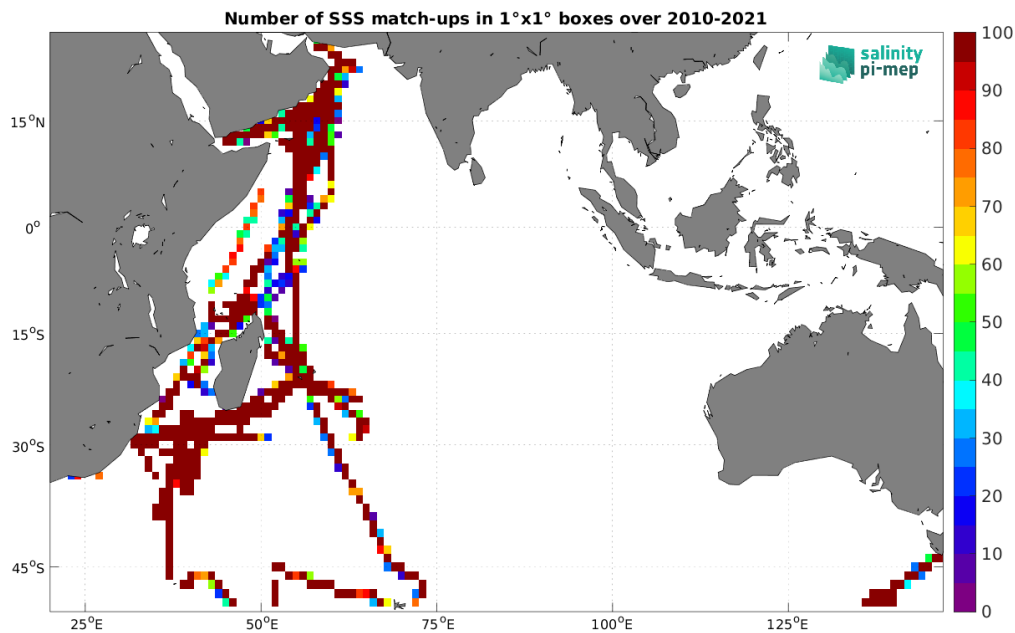 Number of SSS match-ups in 1°x1° boxes over 2010-2021
salinity
pi-mep
15°N
0°
15°S
30°S
45°S
25°E
50°E
75°E
100°E
125°E
100
90
80
70
60
50
40
30
20
10
0